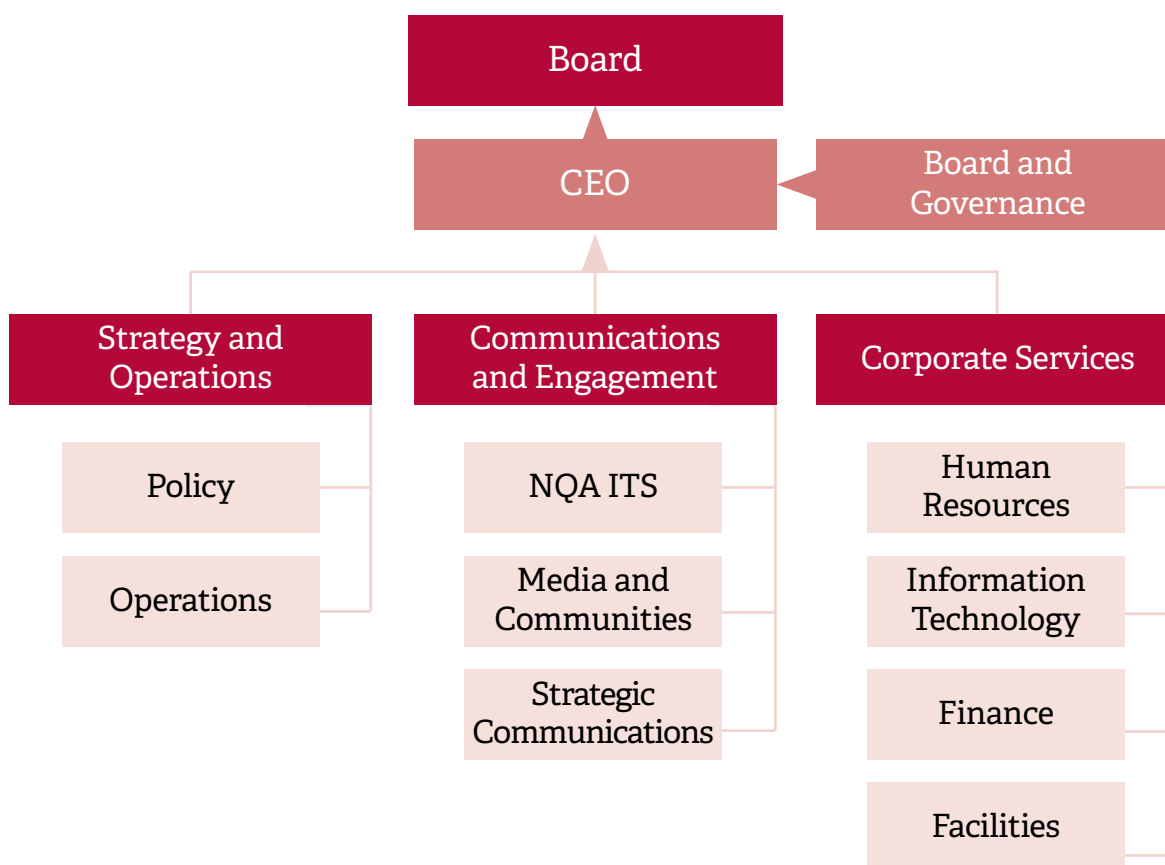 Board
CEO
Board and
Governance
Strategy and
Operations
Communications
and Engagement
Corporate Services
Policy
Operations
NQA ITS
Media and
Communities
Strategic
Communications
Human
Resources
Information
Technology
Finance
Facilities